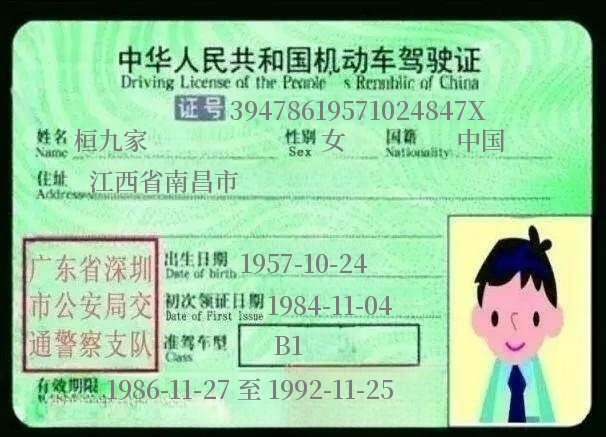 中华人民共和国机动车驾驶证
Driving License of the People's Republic of China
证号 39478619571024847X
姓名 桓九家 性别 女 国籍 中国
Name Sex Nationality
住址 江西省南昌市
Address
出生日期 1957-10-24
Date of birth
初次领证日期 1984-11-04
Date of First Issue
准驾车型 B1
Class
广东省深圳
市公安局交
通警察支队
有效期限 1986-11-27 至 1992-11-25